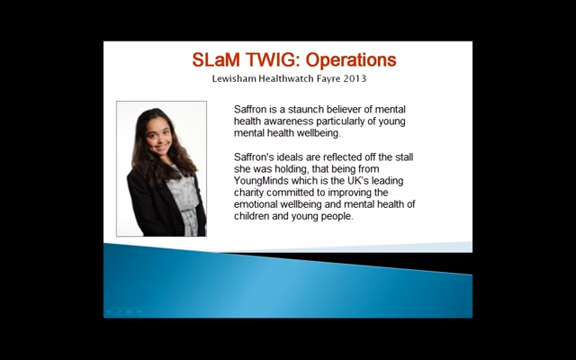 SLaM TWIG: Operations
Lewisham Healthwatch Fayre 2013
Saffron is a staunch believer of mental
health awareness particularly of young
mental health wellbeing.
Saffron's ideals are reflected off the stall
she was holding, that being from
YoungMinds which is the UK's leading
charity committed to improving the
emotional wellbeing and mental health of
children and young people.